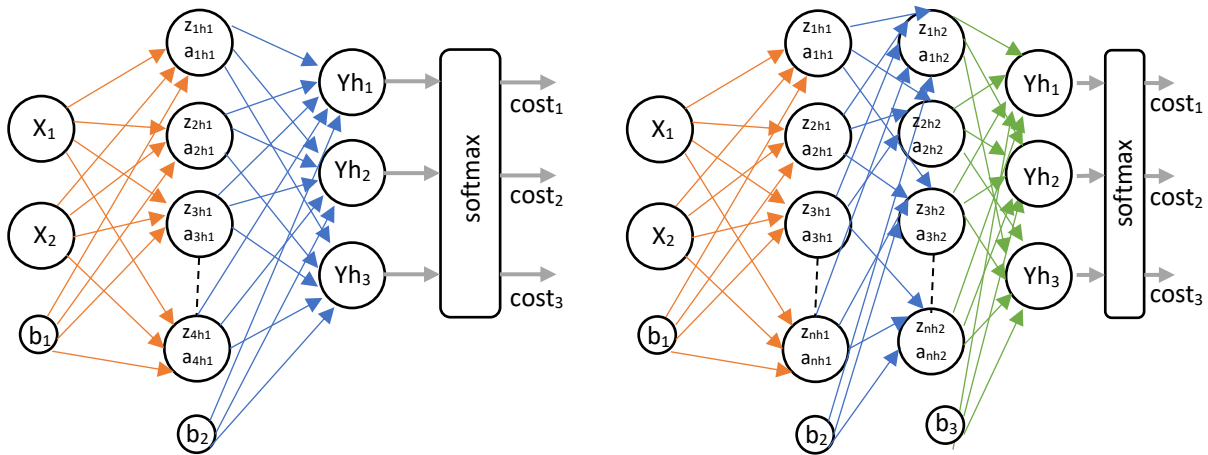 z1h1
a1h1
X1
z2h1
a2h1
X2
z3h1
a3h1
b1
z4h1
a4h1
b2
Yh1
Yh2
Yh3
softmax
cost1
cost2
cost3
z1h1
a1h1
X1
z2h1
a2h1
X2
z3h1
a3h1
b1
znh1
anh1
b2
z1h2
a1h2
z2h2
a2h2
z3h2
a3h2
znh2
anh2
b3
Yh1
Yh2
Yh3
softmax
cost1
cost2
cost3